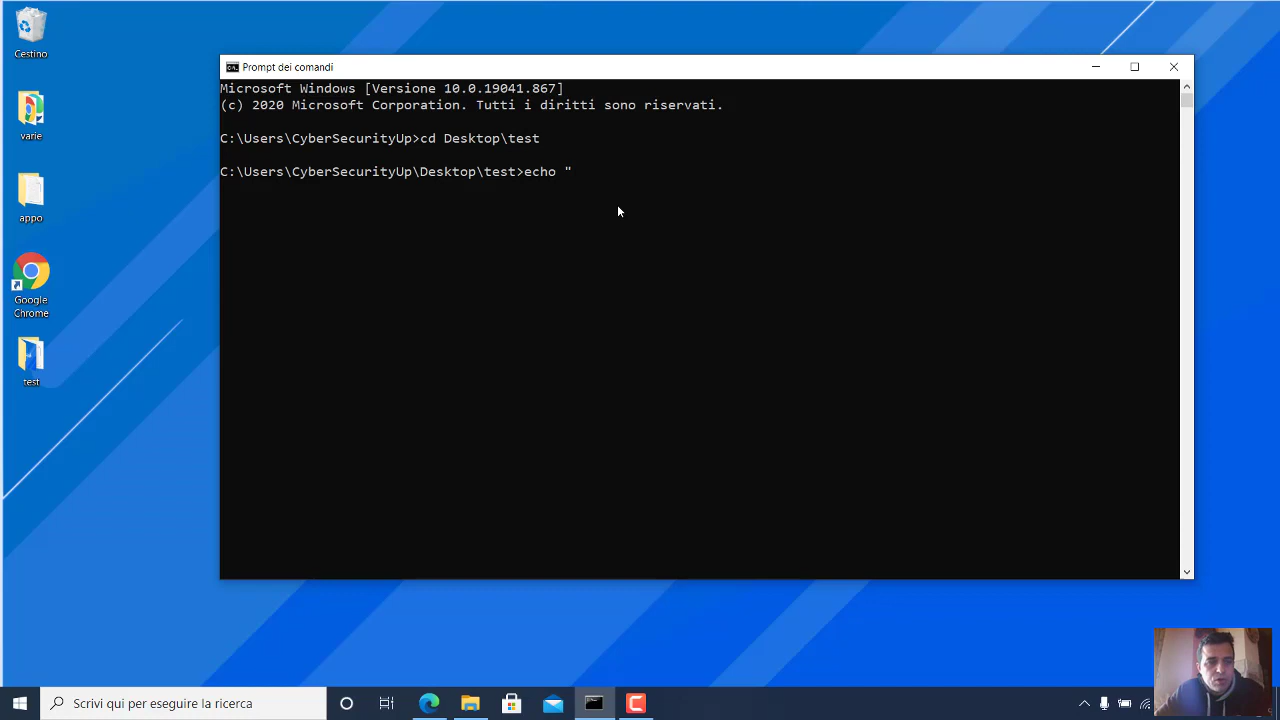 Cestino
varie
appo
Google
Chrome
test
Prompt dei comandi
Microsoft Windows [Versione 10.0.19041.867]
(c) 2020 Microsoft Corporation. Tutti i diritti sono riservati.
C:\Users\CyberSecurityUp>cd Desktop\test
C:\Users\CyberSecurityUp\Desktop\test>echo "
Scrivi qui per eseguire la ricerca